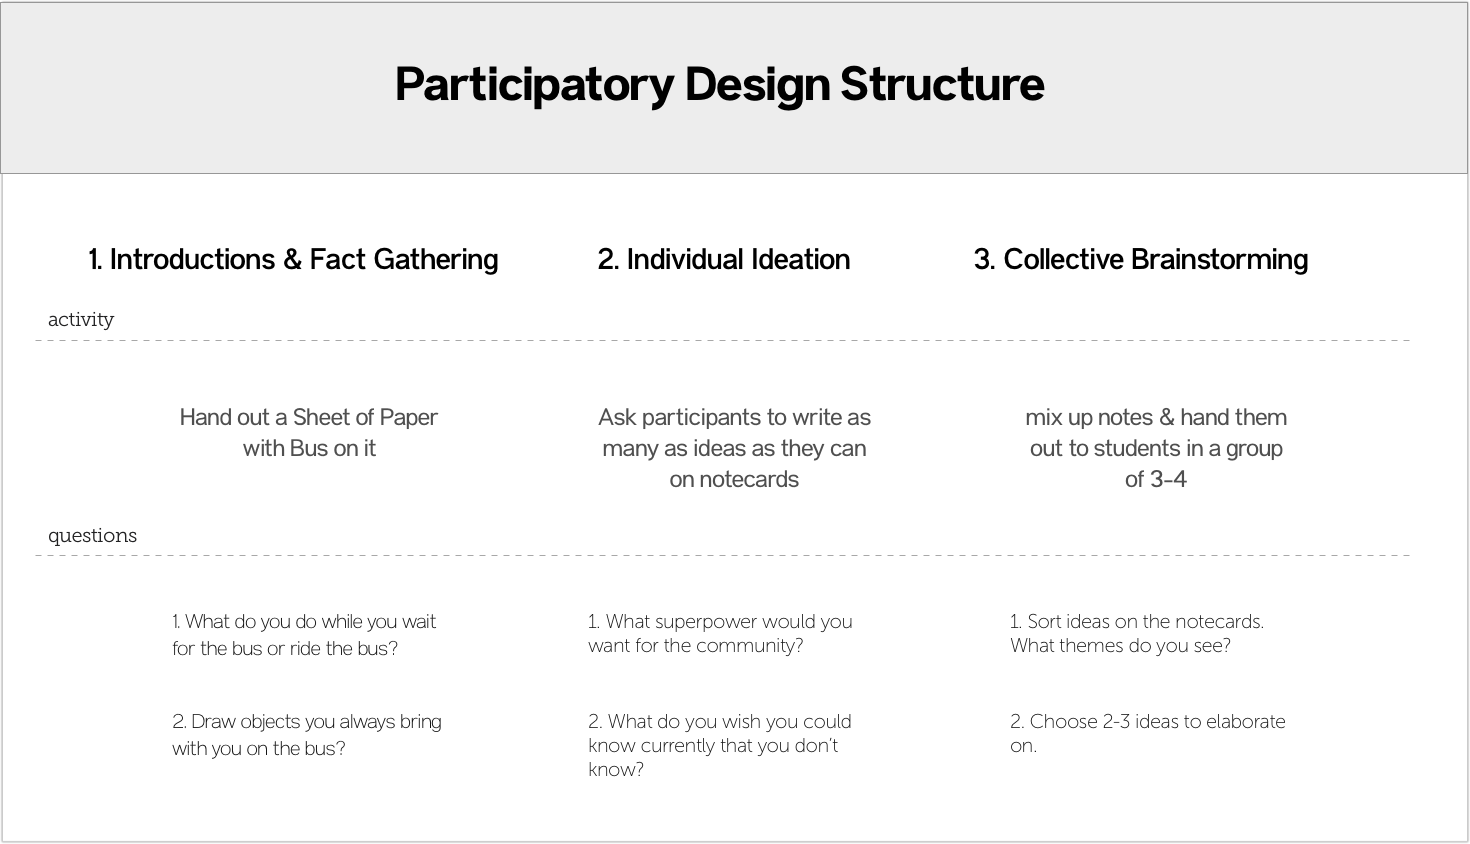 Participatory Design Structure
1. Introductions & Fact Gathering
2. Individual Ideation
3. Collective Brainstorming
activity
Hand out a Sheet of Paper
with Bus on it
Ask participants to write as
many as ideas as they can
on notecards
mix up notes & hand them
out to students in a group
of 3-4
questions
1. What do you do while you wait
for the bus or ride the bus?
2. Draw objects you always bring
with you on the bus?
1. What superpower would you
want for the community?
2. What do you wish you could
know currently that you don't
know?
1. Sort ideas on the notecards.
What themes do you see?
2. Choose 2-3 ideas to elaborate
on.